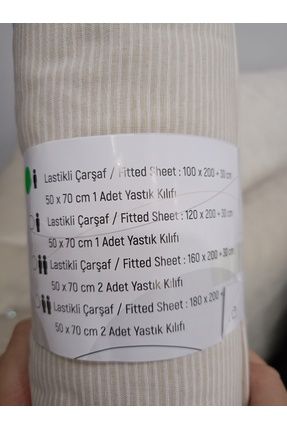 Lastikli Çarşaf / Fitted Sheet : 100 x 200 + 30 cm
50 x 70 cm 1 Adet Yastık Kılıfı
Lastikli Çarşaf / Fitted Sheet : 120 x 200 + 30 cm
50 x 70 cm 1 Adet Yastık Kılıfı
Lastikli Çarşaf / Fitted Sheet : 160 x 200 + 30 cm
50 x 70 cm 2 Adet Yastık Kılıfı
Lastikli Çarşaf / Fitted Sheet : 180 x 200 +
50 x 70 cm 2 Adet Yastık Kılıfı